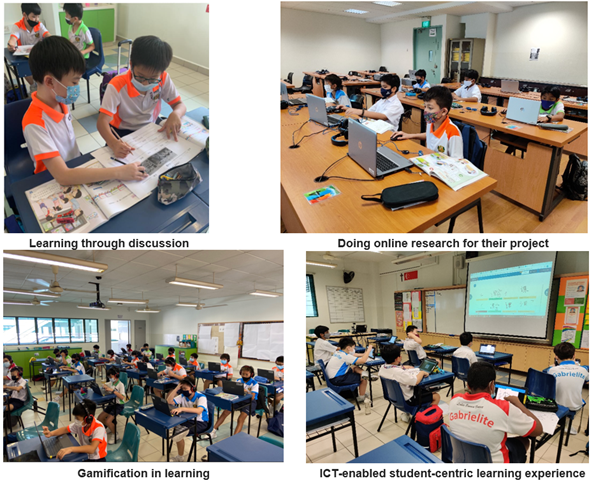 Learning through discussion
Doing online research for their project
Gabrielite
Gabrielite
Gamification in learning
ICT-enabled student-centric learning experience